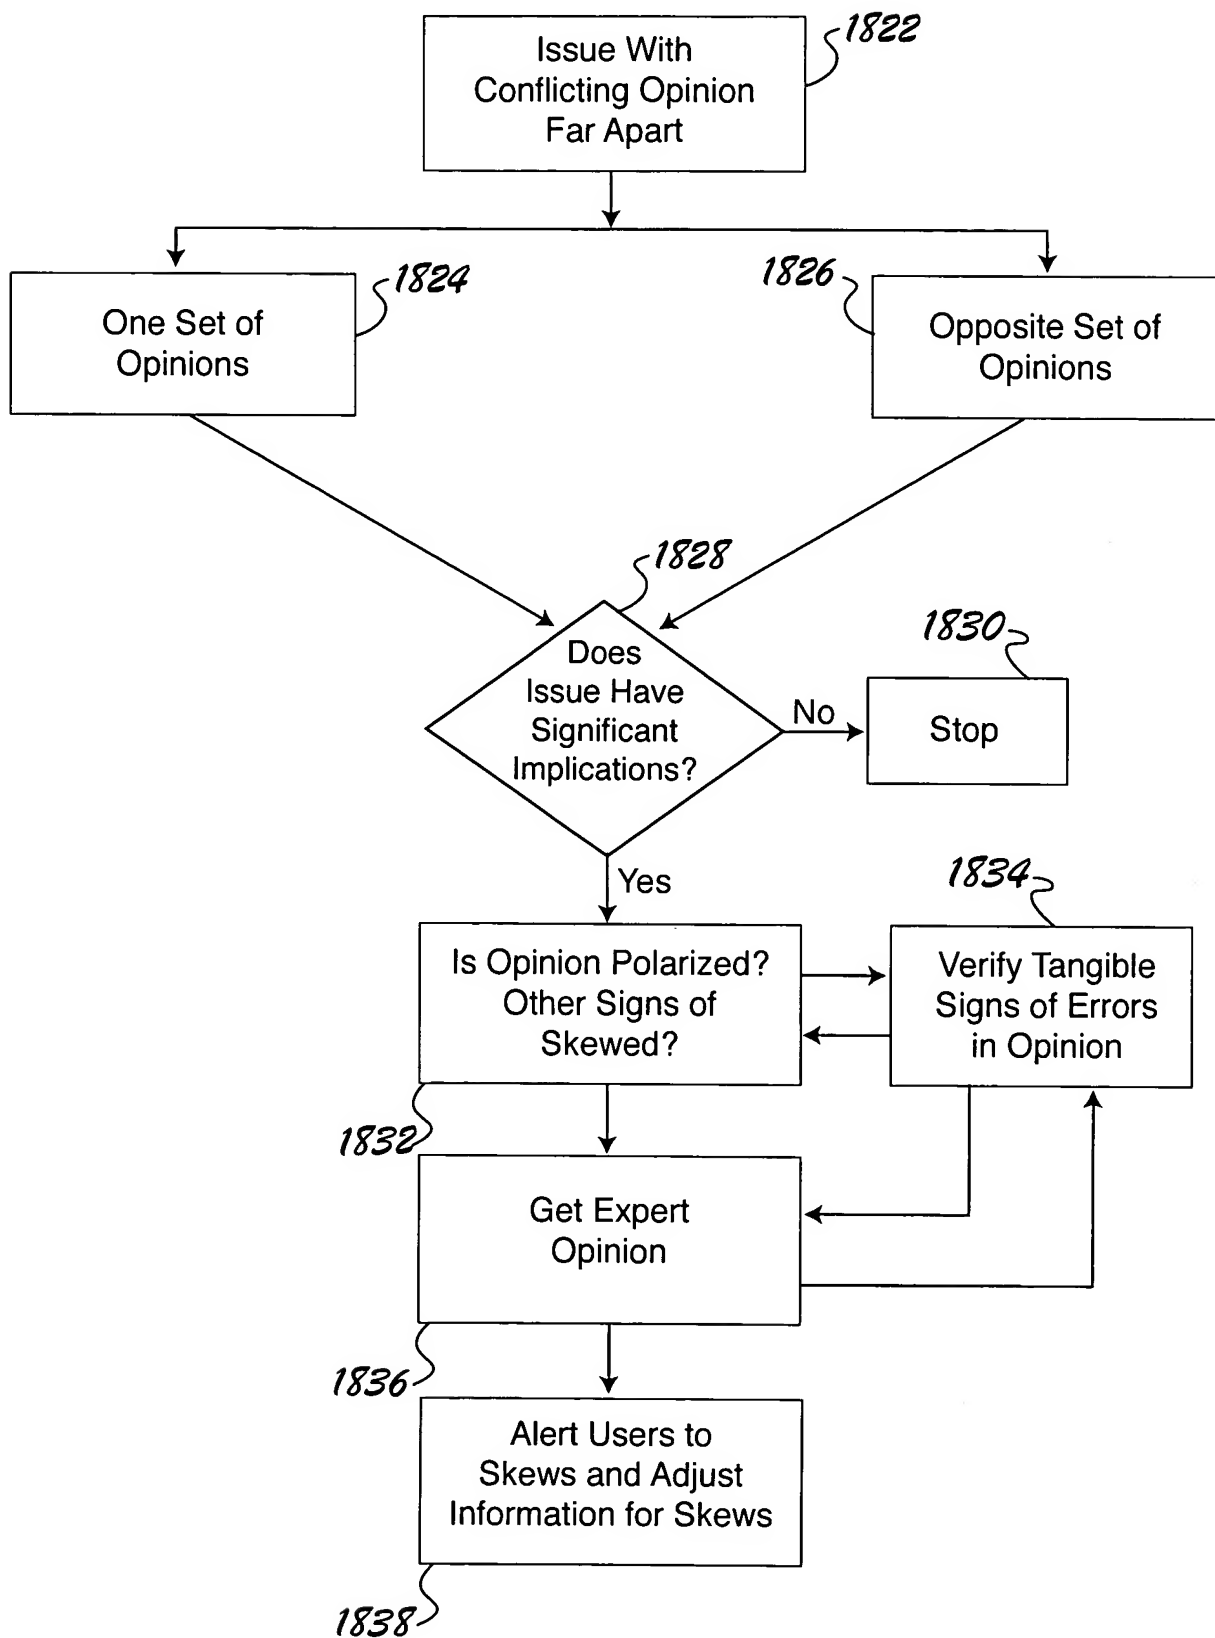 1822
Issue With
Conflicting Opinion
Far Apart
1824
One Set of
Opinions
1826
Opposite Set of
Opinions
1828
Does
Issue Have
Significant
Implications?
No
1830
Stop
Yes
1834
Is Opinion Polarized?
Other Signs of
Skewed?
Verify Tangible
Signs of Errors
in Opinion
1832
Get Expert
Opinion
1836
Alert Users to
Skews and Adjust
Information for Skews
1838